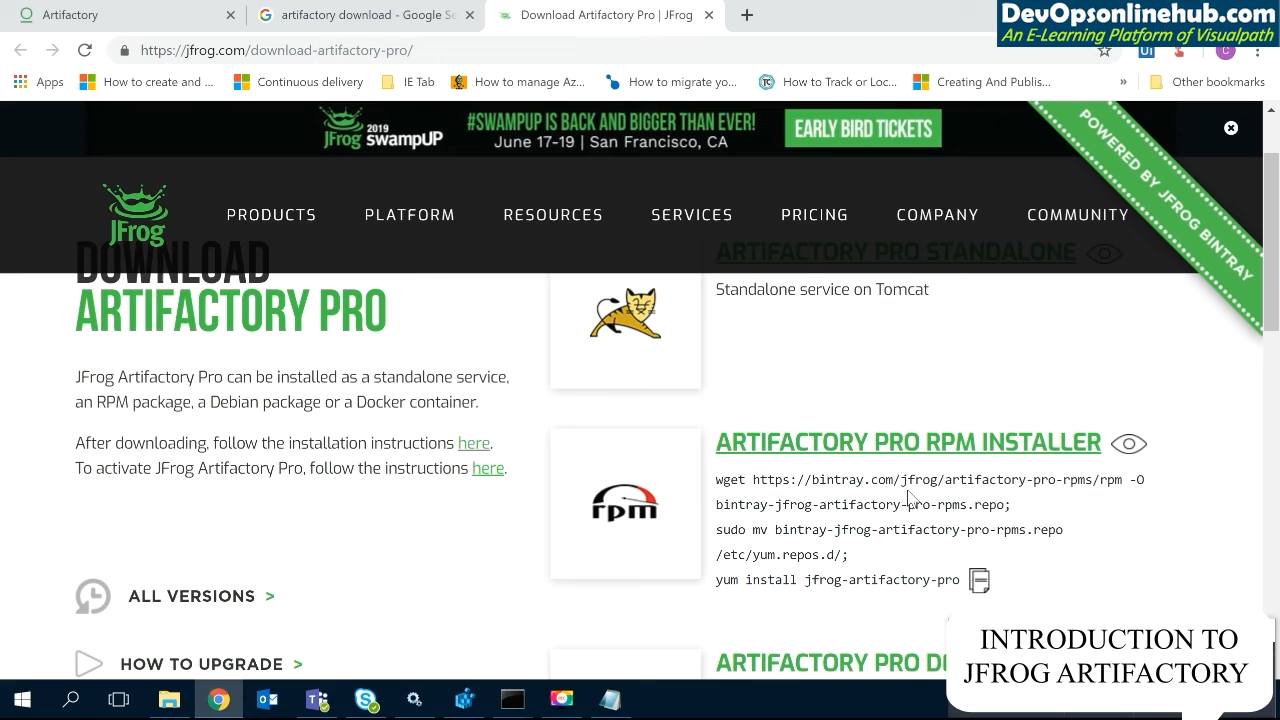 Artifactory
artifactory download - Google Se
Download Artifactory Pro | JFrog
DevOpsonlinehub.com
An E-Learning Platform of Visualpath
https://jfrog.com/download-artifactory-pro/
Apps
How to create and ...
Continuous delivery
IE Tab
How to manage Az...
How to migrate yo...
How to Track or Loc...
Creating And Publis...
»
Other bookmarks
JFrog 2019 swampUP
#SWAMPUP IS BACK AND BIGGER THAN EVER!
June 17-19 | San Francisco, CA
EARLY BIRD TICKETS
POWERED BY JFROG BINTRAY
JFrog
PRODUCTS
PLATFORM
RESOURCES
SERVICES
PRICING
COMPANY
COMMUNITY
DOWNLOAD
ARTIFACTORY PRO
JFrog Artifactory Pro can be installed as a standalone service,
an RPM package, a Debian package or a Docker container.
After downloading, follow the installation instructions here.
To activate JFrog Artifactory Pro, follow the instructions here.
ALL VERSIONS >
HOW TO UPGRADE >
ARTIFACTORY PRO STANDALONE
Standalone service on Tomcat
rpm
ARTIFACTORY PRO RPM INSTALLER
wget https://bintray.com/jfrog/artifactory-pro-rpms/rpm -O
bintray-jfrog-artifactory-pro-rpms.repo;
sudo mv bintray-jfrog-artifactory-pro-rpms.repo
/etc/yum.repos.d/;
yum install jfrog-artifactory-pro
ARTIFACTORY PRO
INTRODUCTION TO
JFROG ARTIFACTORY